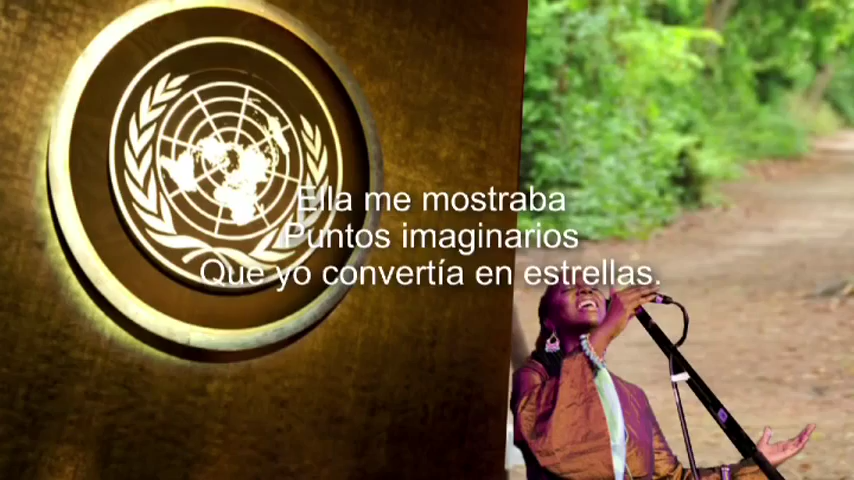 Ella me mostraba
Puntos imaginarios
Que yo convertía en estrellas.